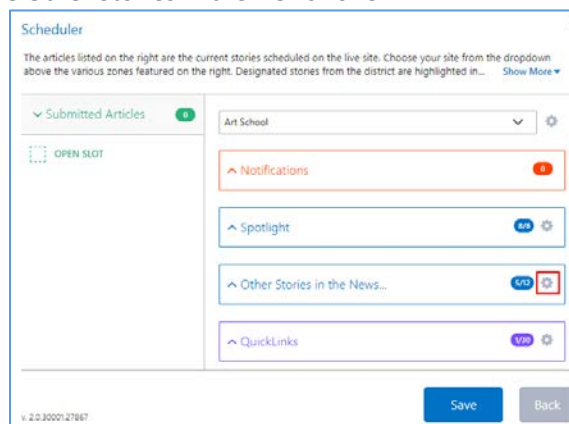 Scheduler
The articles listed on the right are the current stories scheduled on the live site. Choose your site from the dropdown
above the various zones featured on the right. Designated stories from the district are highlighted in... Show More
Submitted Articles 0
Art School
OPEN SLOT
Notifications 0
Spotlight 8/8
Other Stories in the News... 5/13
QuickLinks 1/20
Save Back
v. 2.0.30001.27867